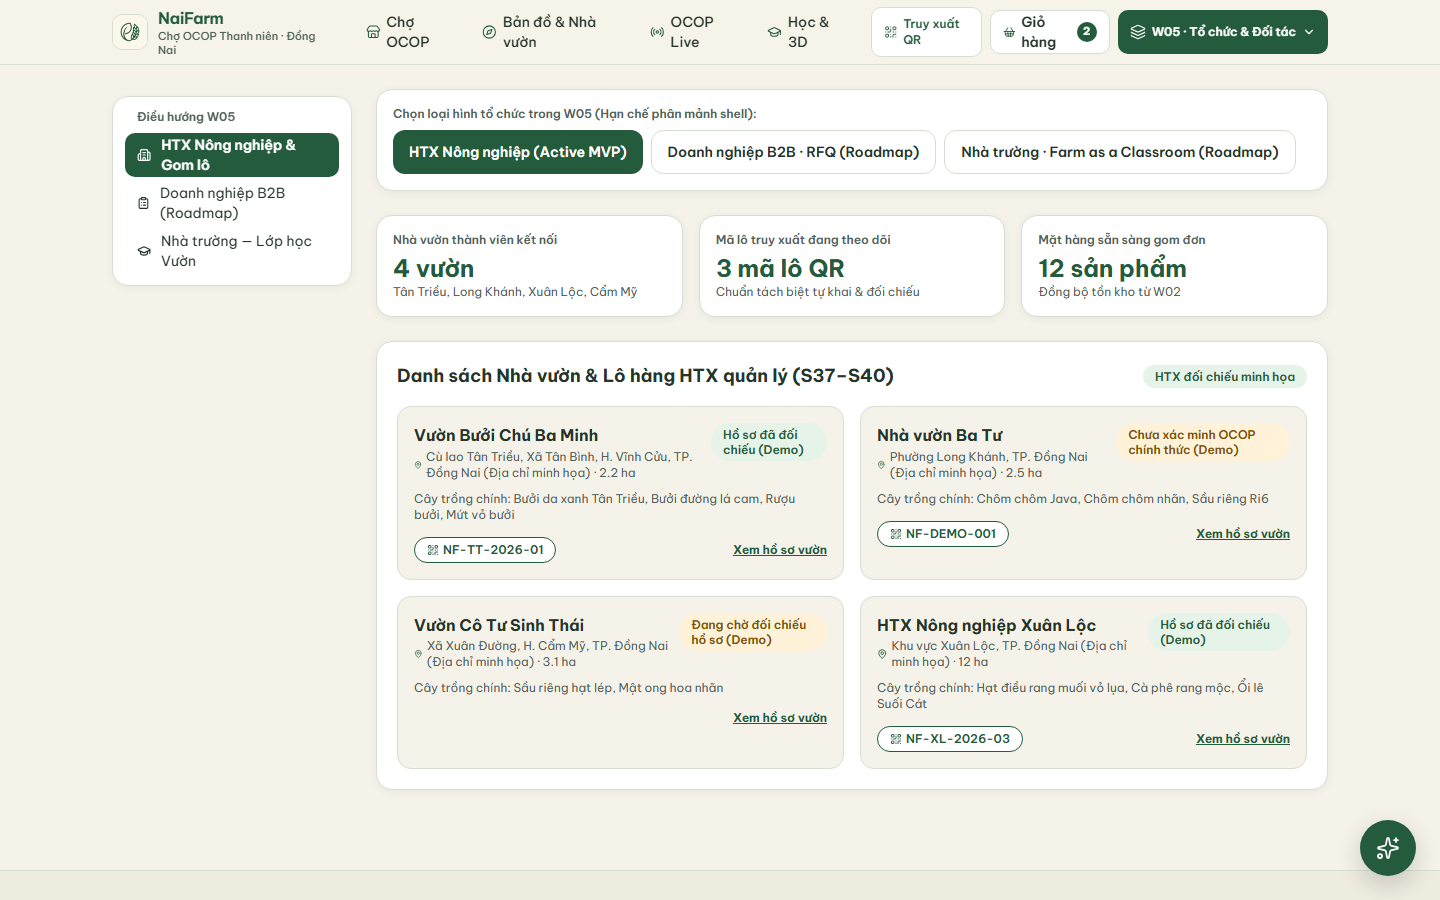 NaiFarm
Chợ OCOP Thanh niên · Đồng
Nai
Chợ
OCOP
Bản đồ & Nhà
vườn
OCOP
Live
Học &
3D
Truy xuất
QR
Giỏ
hàng
2
W05 · Tổ chức & Đối tác
Điều hướng W05
HTX Nông nghiệp &
Gom lô
Doanh nghiệp B2B
(Roadmap)
Nhà trường — Lớp học
Vườn
Chọn loại hình tổ chức trong W05 (Hạn chế phân mảnh shell):
HTX Nông nghiệp (Active MVP)
Doanh nghiệp B2B · RFQ (Roadmap)
Nhà trường · Farm as a Classroom (Roadmap)
Nhà vườn thành viên kết nối
4 vườn
Tân Triều, Long Khánh, Xuân Lộc, Cẩm Mỹ
Mã lô truy xuất đang theo dõi
3 mã lô QR
Chuẩn tách biệt tự khai & đối chiếu
Mặt hàng sẵn sàng gom đơn
12 sản phẩm
Đồng bộ tồn kho từ W02
Danh sách Nhà vườn & Lô hàng HTX quản lý (S37–S40)
HTX đối chiếu minh họa
Vườn Bưởi Chú Ba Minh
Hồ sơ đã đối
chiếu (Demo)
Cù lao Tân Triều, Xã Tân Bình, H. Vĩnh Cửu, TP.
Đồng Nai (Địa chỉ minh họa) · 2.2 ha
Cây trồng chính: Bưởi da xanh Tân Triều, Bưởi đường lá cam, Rượu
bưởi, Mứt vỏ bưởi
NF-TT-2026-01
Xem hồ sơ vườn
Nhà vườn Ba Tư
Chưa xác minh OCOP
chính thức (Demo)
Phường Long Khánh, TP. Đồng Nai
(Địa chỉ minh họa) · 2.5 ha
Cây trồng chính: Chôm chôm Java, Chôm chôm nhãn, Sầu riêng Ri6
NF-DEMO-001
Xem hồ sơ vườn
Vườn Cô Tư Sinh Thái
Đang chờ đối chiếu
hồ sơ (Demo)
Xã Xuân Đường, H. Cẩm Mỹ, TP. Đồng Nai
(Địa chỉ minh họa) · 3.1 ha
Cây trồng chính: Sầu riêng hạt lép, Mật ong hoa nhãn
Xem hồ sơ vườn
HTX Nông nghiệp Xuân Lộc
Hồ sơ đã đối chiếu
(Demo)
Khu vực Xuân Lộc, TP. Đồng Nai (Địa chỉ
minh họa) · 12 ha
Cây trồng chính: Hạt điều rang muối vỏ lụa, Cà phê rang mộc, Ổi lê
Suối Cát
NF-XL-2026-03
Xem hồ sơ vườn